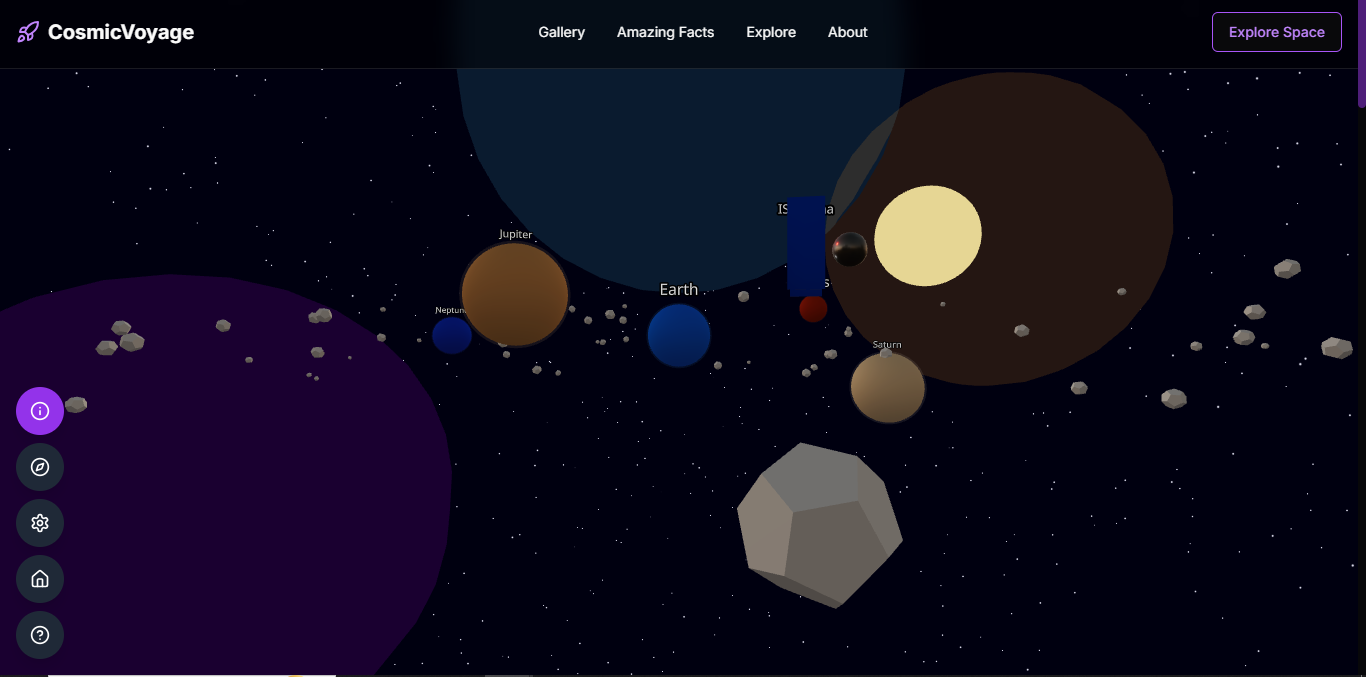 CosmicVoyage
Gallery
Amazing Facts
Explore
About
Explore Space
Jupiter
Earth
Saturn